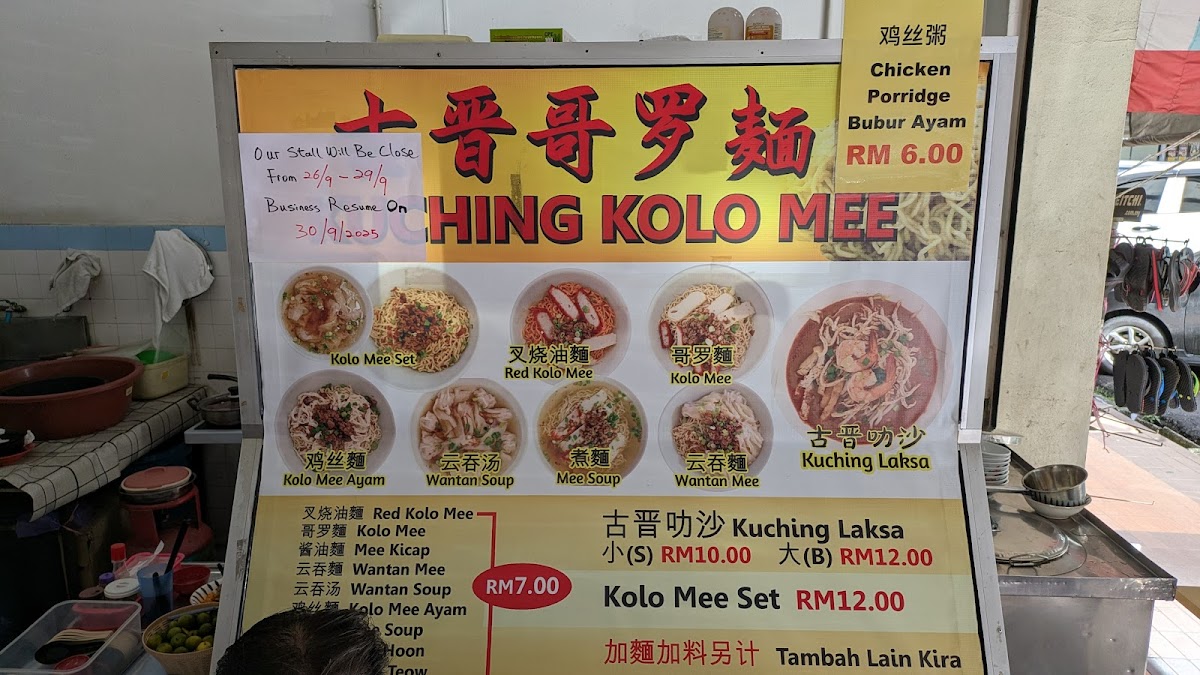 鸡丝粥
Chicken
Porridge
Bubur Ayam
RM 6.00
古晋哥罗麵
KUCHING KOLO MEE
Our Stall Will Be Close
From 26/9 - 29/9
Business Resume On
30/9/2025
Kolo Mee Set
叉烧油麵
Red Kolo Mee
哥罗麵
Kolo Mee
古晋叻沙
Kuching Laksa
鸡丝麵
Kolo Mee Ayam
云吞汤
Wantan Soup
煮麵
Mee Soup
云吞麵
Wantan Mee
叉烧油麵 Red Kolo Mee
哥罗麵 Kolo Mee
酱油麵 Mee Kicap
云吞麵 Wantan Mee
云吞汤 Wantan Soup
鸡丝麵 Kolo Mee Ayam
Soup
Hoon
Teow
RM7.00
古晋叻沙 Kuching Laksa
小(S) RM10.00 大(B) RM12.00
Kolo Mee Set RM12.00
加麵加料另计 Tambah Lain Kira